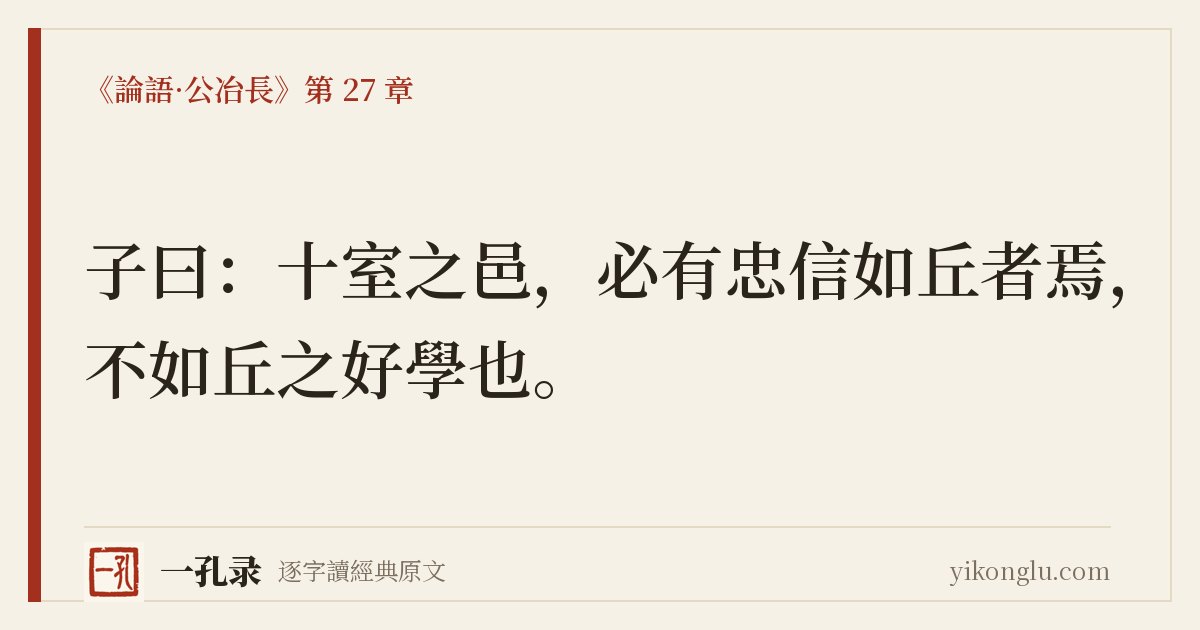 《論語·公冶長》第 27 章
子曰：十室之邑，必有忠信如丘者焉，
不如丘之好學也。
一孔
一孔录 逐字讀經典原文
yikonglu.com